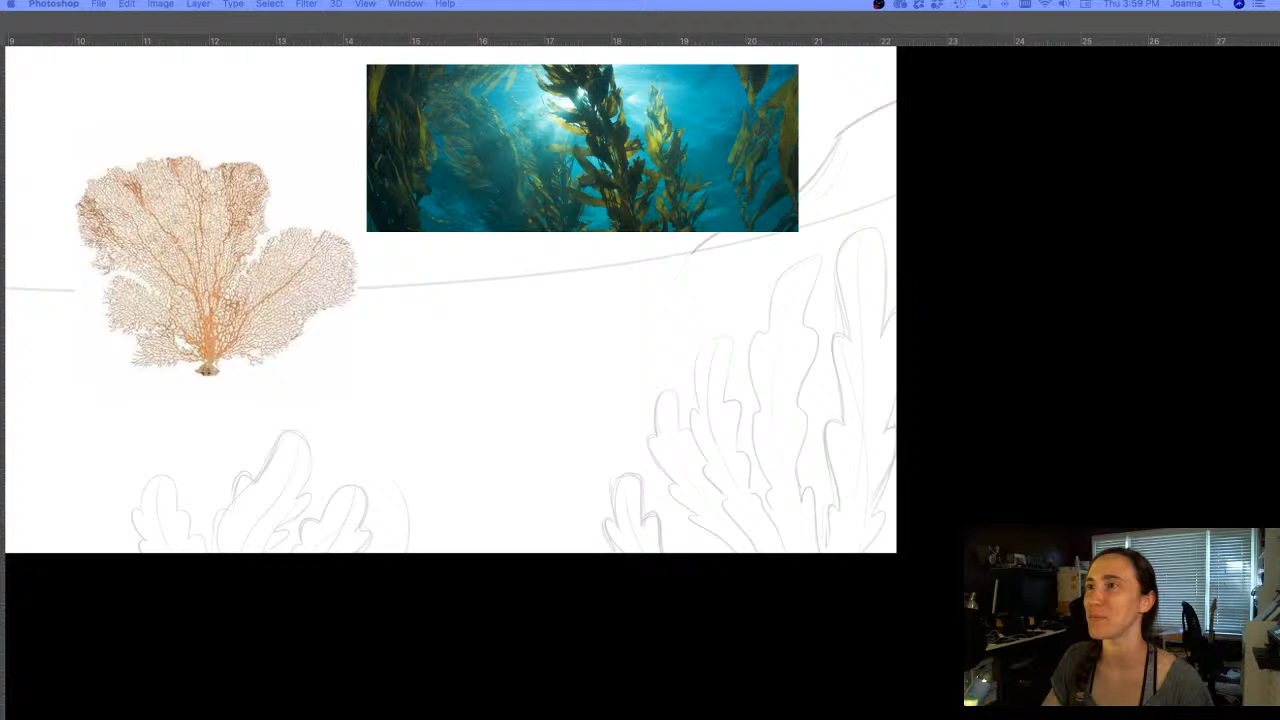 Photoshop File Edit Image Layer Type Select Filter 3D View Window Help Thu 3:59 PM Joanna
9 10 11 12 13 14 15 16 17 18 19 20 21 22 23 24 25 26 27